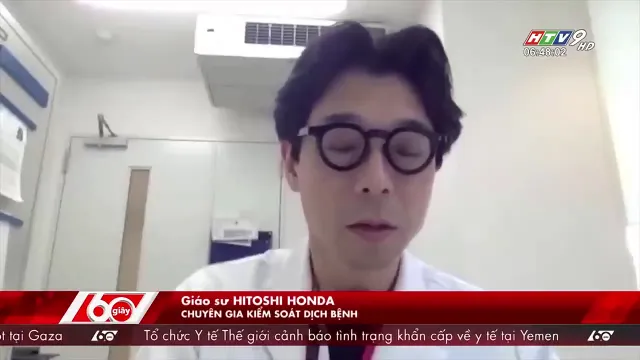 HTV9 HD
06:48:02
Giáo sư HITOSHI HONDA
60 giây
CHUYÊN GIA KIỂM SOÁT DỊCH BỆNH
t tại Gaza Tổ chức Y tế Thế giới cảnh báo tình trạng khẩn cấp về y tế tại Yemen